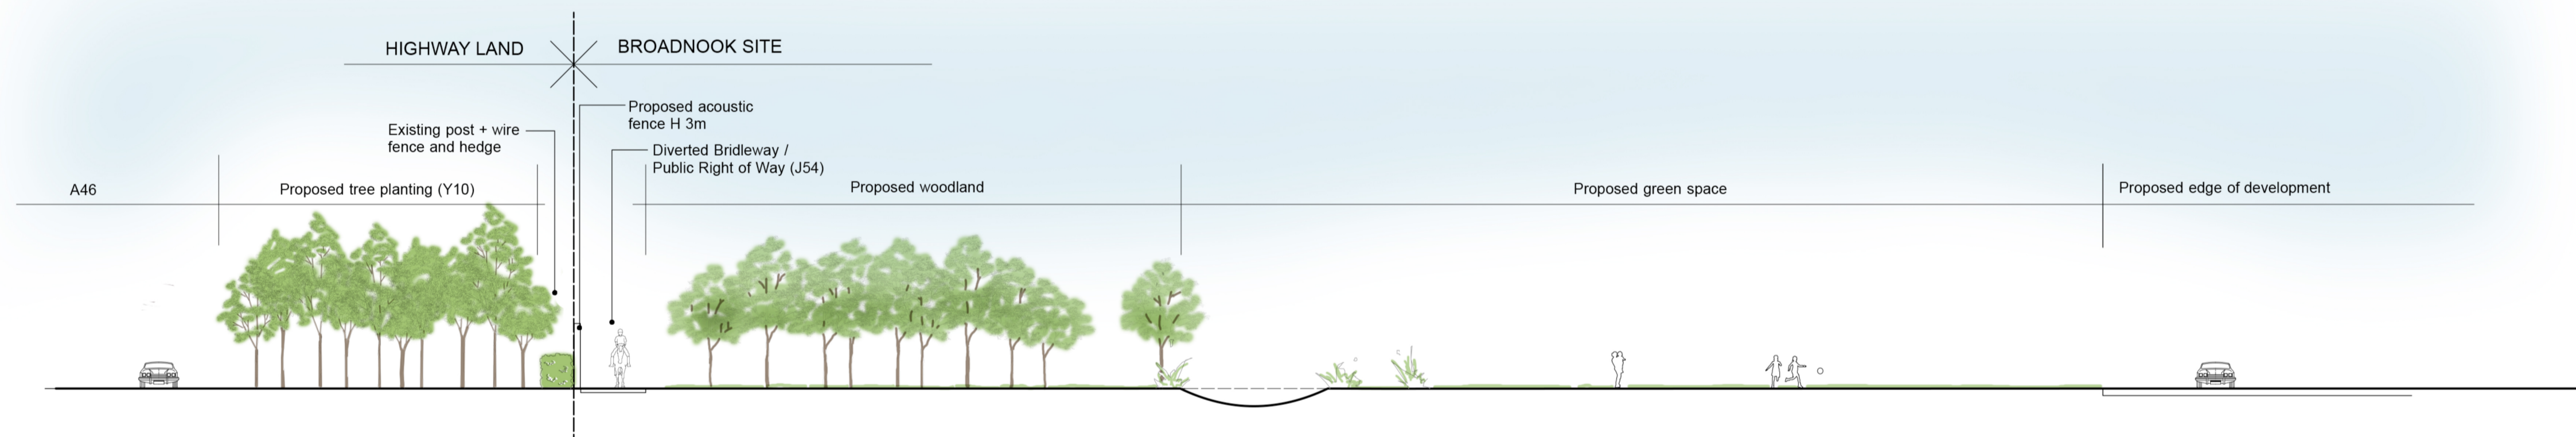 HIGHWAY LAND
BROADNOOK SITE
Proposed acoustic
fence H 3m
Existing post + wire
fence and hedge
Diverted Bridleway /
Public Right of Way (J54)
A46
Proposed tree planting (Y10)
Proposed woodland
Proposed green space
Proposed edge of development